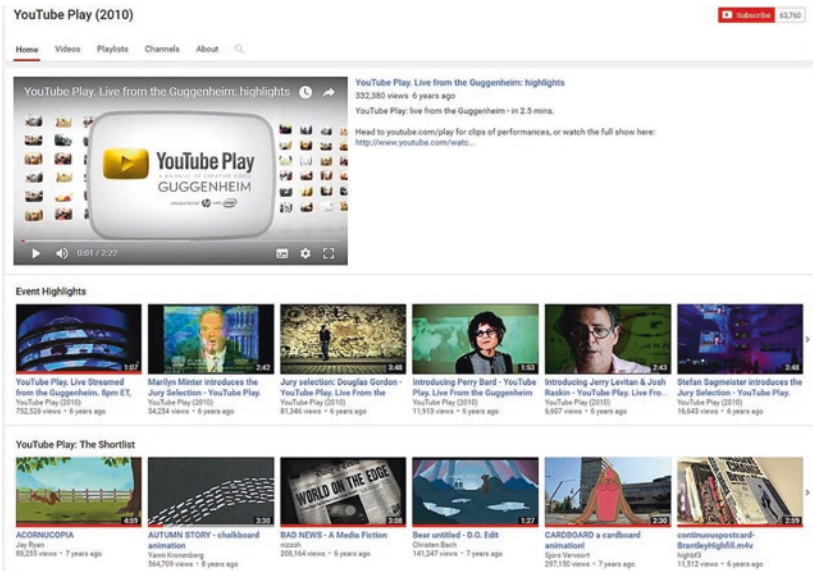 YouTube Play (2010)
Subscribe 63,760
Home Videos Playlists Channels About
YouTube Play. Live from the Guggenheim: highlights
YouTube Play
A BIENNIAL OF CREATIVE VIDEO
GUGGENHEIM
PRESENTED BY hp AND intel
0:01 / 2:22
YouTube Play. Live from the Guggenheim: highlights
332,380 views 6 years ago
YouTube Play: live from the Guggenheim - in 2.5 mins.
Head to youtube.com/play for clips of performances, or watch the full show here:
http://www.youtube.com/watc...
Event Highlights
1:07
2:42
3:48
1:53
2:43
3:48
YouTube Play. Live Streamed
from the Guggenheim. 8pm ET,
YouTube Play (2010)
752,526 views • 6 years ago
Marilyn Minter introduces the
Jury Selection - YouTube Play.
YouTube Play (2010)
54,254 views • 6 years ago
Jury selection: Douglas Gordon -
YouTube Play. Live From the
YouTube Play (2010)
81,346 views • 6 years ago
Introducing Perry Bard - YouTube
Play. Live From the Guggenheim
YouTube Play (2010)
11,913 views • 6 years ago
Introducing Jerry Levitan & Josh
Raskin - YouTube Play. Live Fro...
YouTube Play (2010)
6,607 views • 6 years ago
Stefan Sagmeister introduces the
Jury Selection - YouTube Play.
YouTube Play (2010)
16,643 views • 6 years ago
YouTube Play: The Shortlist
4:59
3:30
WORLD ON THE EDGE
3:08
1:27
2:30
CHANGE
2:59
ACORNUCOPIA
Jay Ryan
88,255 views • 7 years ago
AUTUMN STORY - chalkboard
animation
Yanni Kronenberg
564,709 views • 8 years ago
BAD NEWS - A Media Fiction
nizzoh
208,164 views • 6 years ago
Bear untitled - D.O. Edit
Christen Bach
141,247 views • 7 years ago
CARDBOARD a cardboard
animation!
Sjors Vervoort
297,150 views • 7 years ago
continuouspostcard-
BrantleyHighfill.m4v
highbf3
11,512 views • 6 years ago